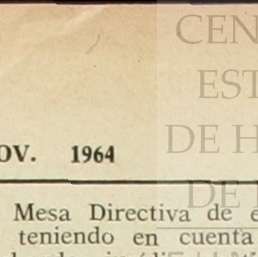 CEN
EST
DE H
DE
OV. 1964
Mesa Directiva de e
teniendo en cuenta